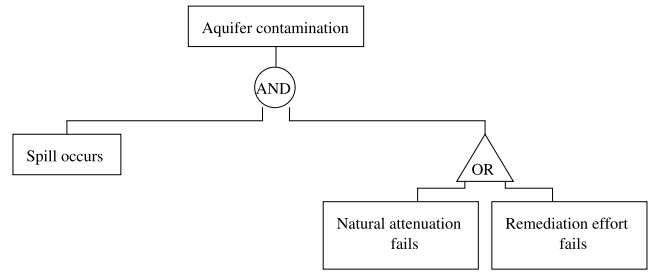 Aquifer contamination
AND
Spill occurs
OR
Natural attenuation
fails
Remediation effort
fails